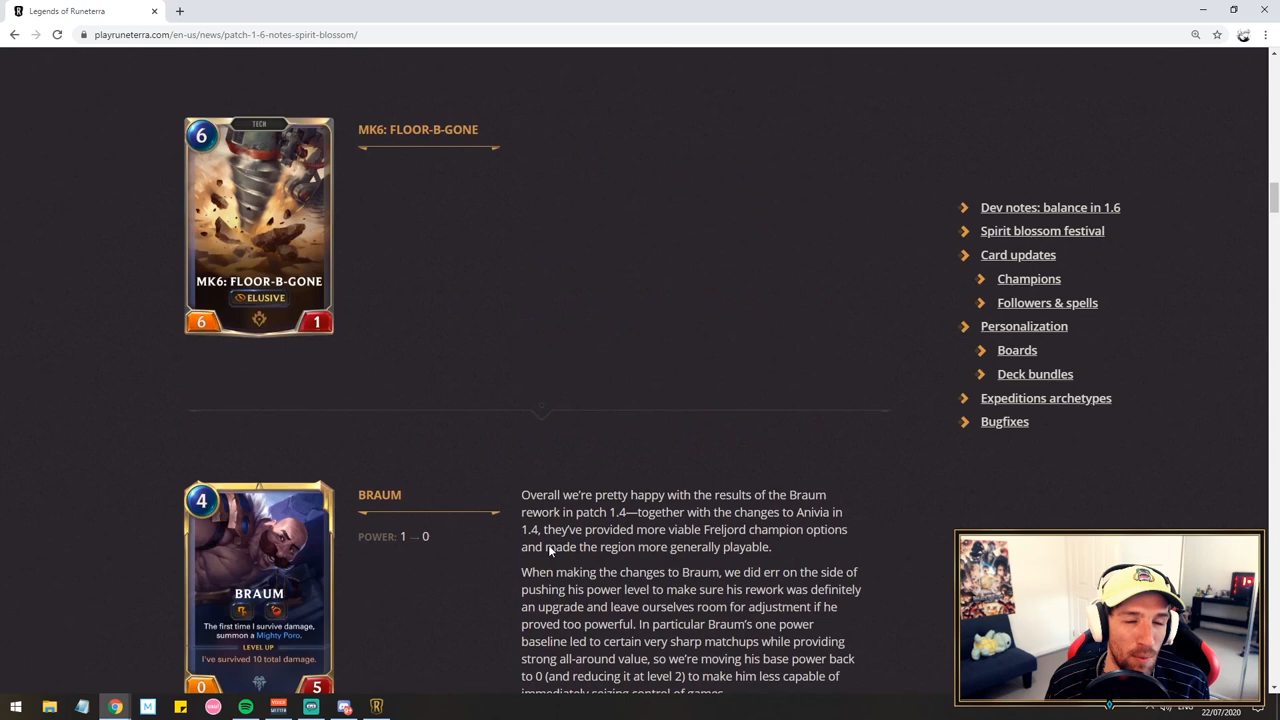 Legends of Runeterra
playruneterra.com/en-us/news/patch-1-6-notes-spirit-blossom/
6
TECH
MK6: FLOOR-B-GONE
ELUSIVE
6
1
MK6: FLOOR-B-GONE
Dev notes: balance in 1.6
Spirit blossom festival
Card updates
Champions
Followers & spells
Personalization
Boards
Deck bundles
Expeditions archetypes
Bugfixes
4
BRAUM
The first time I survive damage,
summon a Mighty Poro.
LEVEL UP
I've survived 10 total damage.
0
5
BRAUM
POWER: 1 → 0
Overall we’re pretty happy with the results of the Braum
rework in patch 1.4—together with the changes to Anivia in
1.4, they’ve provided more viable Freljord champion options
and made the region more generally playable.
When making the changes to Braum, we did err on the side of
pushing his power level to make sure his rework was definitely
an upgrade and leave ourselves room for adjustment if he
proved too powerful. In particular Braum’s one power
baseline led to certain very sharp matchups while providing
strong all-around value, so we’re moving his base power back
to 0 (and reducing it at level 2) to make him less capable of
immediately seizing control of games.
ENG
22/07/2020